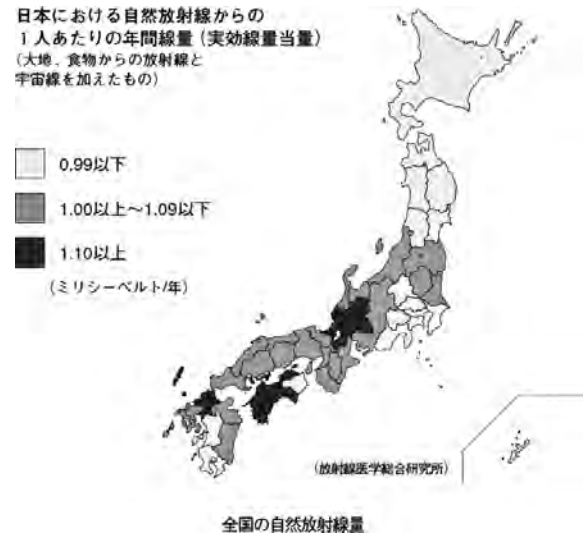 日本における自然放射線からの
1人あたりの年間線量(実効線量当量)
(大地、食物からの放射線と
宇宙線を加えたもの)
0.99以下
1.00以上〜1.09以下
1.10以上
(ミリシーベルト/年)
(放射線医学総合研究所)
全国の自然放射線量